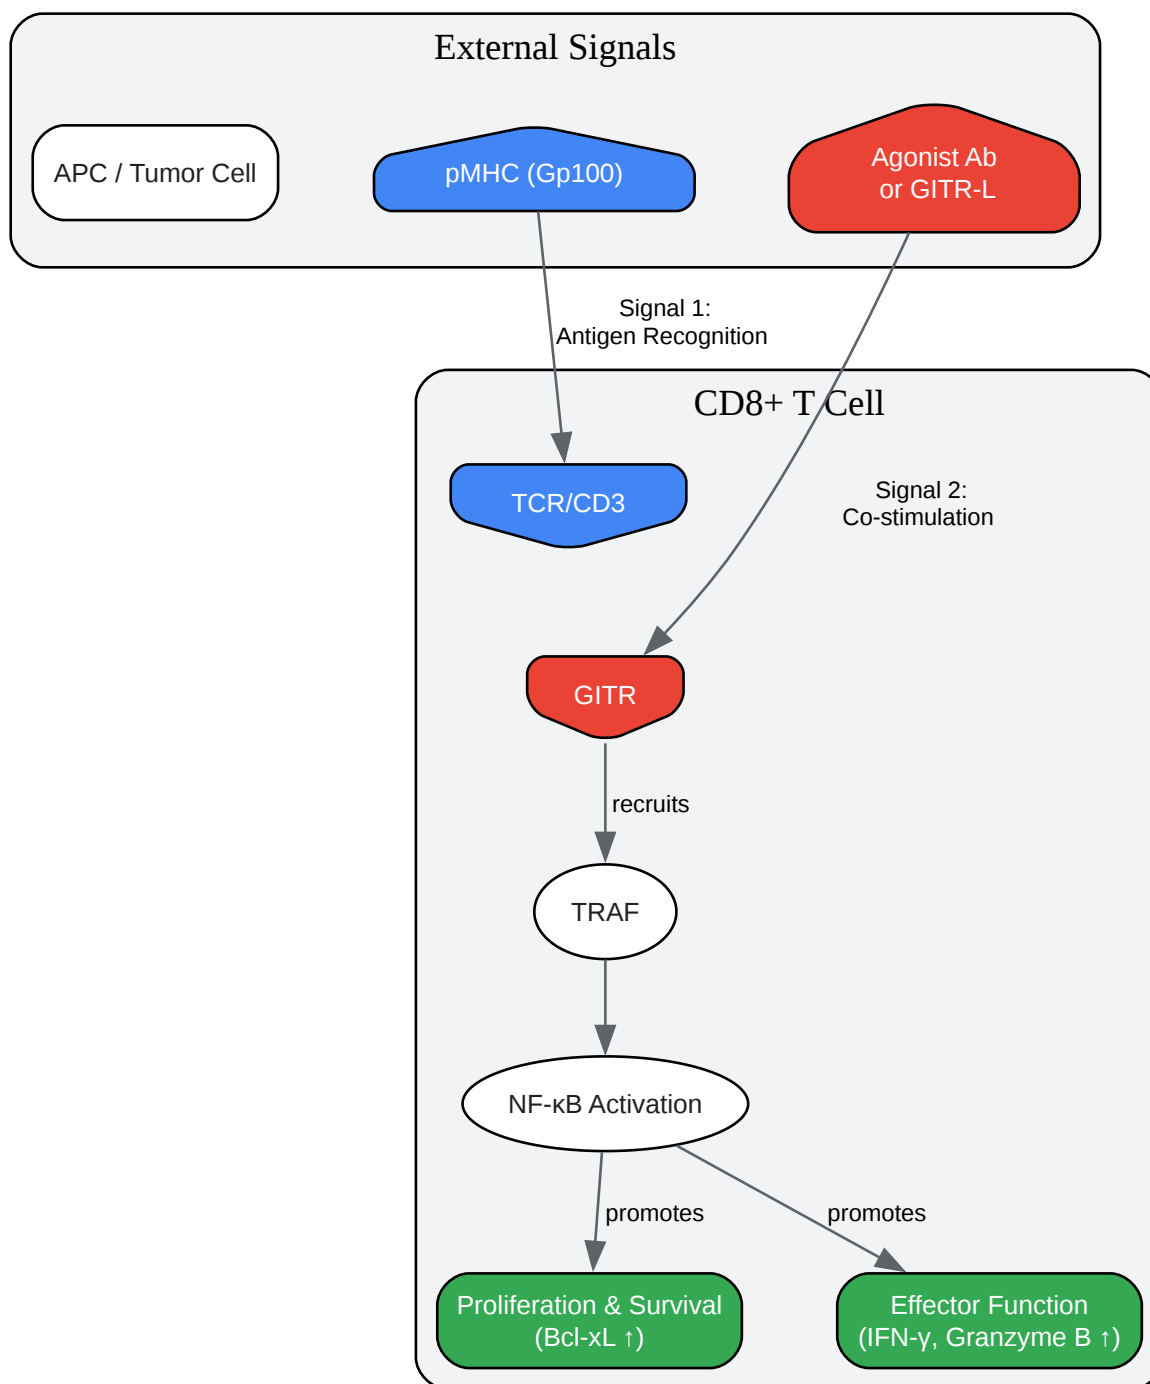 External Signals
APC / Tumor Cell
pMHC (Gp100)
Agonist Ab
or GITR-L
Signal 1:
Antigen Recognition
CD8+ T Cell
TCR/CD3
Signal 2:
Co-stimulation
GITR
recruits
TRAF
NF-κB Activation
promotes
promotes
Proliferation & Survival
(Bcl-xL ↑)
Effector Function
(IFN-γ, Granzyme B ↑)